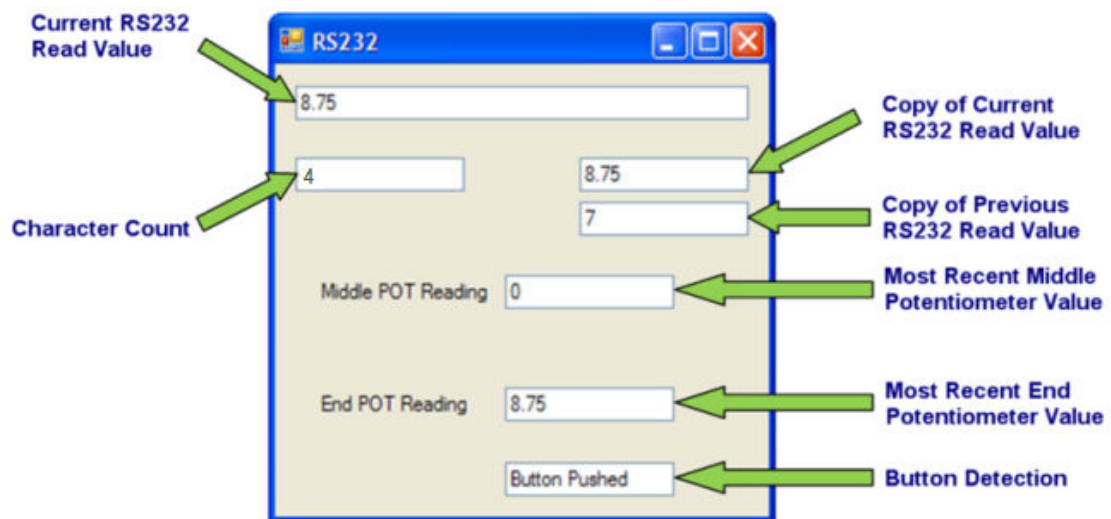 Current RS232
Read Value
RS232
8.75
Copy of Current
RS232 Read Value
4
8.75
Character Count
7
Copy of Previous
RS232 Read Value
Middle POT Reading
0
Most Recent Middle
Potentiometer Value
End POT Reading
8.75
Most Recent End
Potentiometer Value
Button Pushed
Button Detection